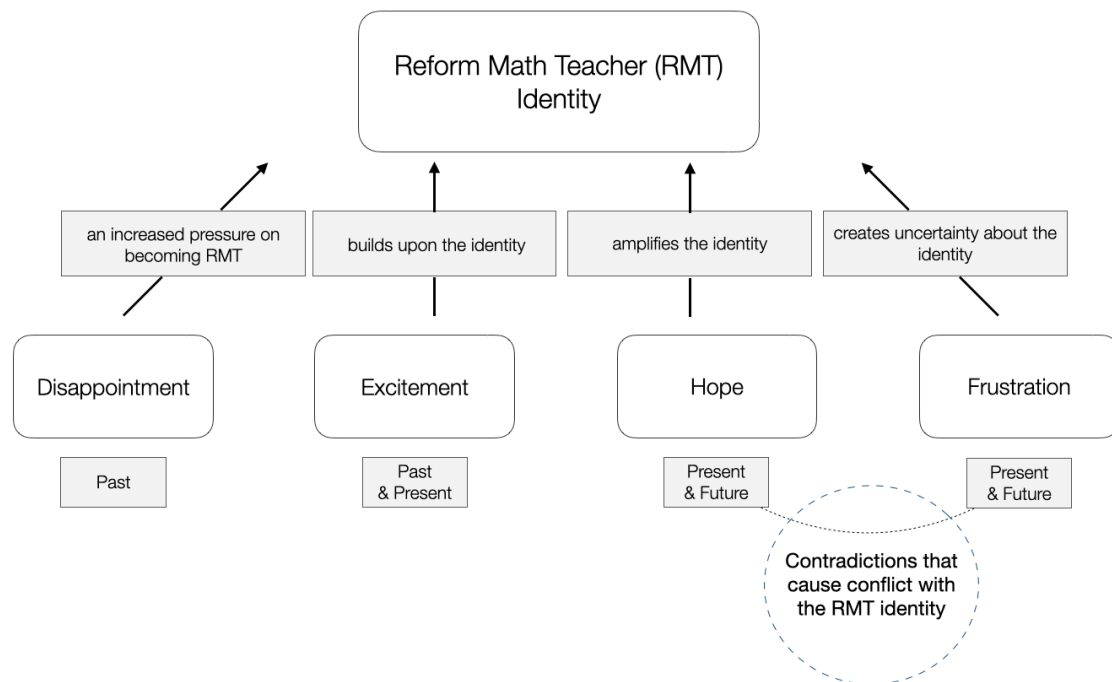 Reform Math Teacher (RMT)
Identity
an increased pressure on
becoming RMT
builds upon the identity
amplifies the identity
creates uncertainty about the
identity
Disappointment
Excitement
Hope
Frustration
Past
Past
& Present
Present
& Future
Present
& Future
Contradictions that
cause conflict with
the RMT identity